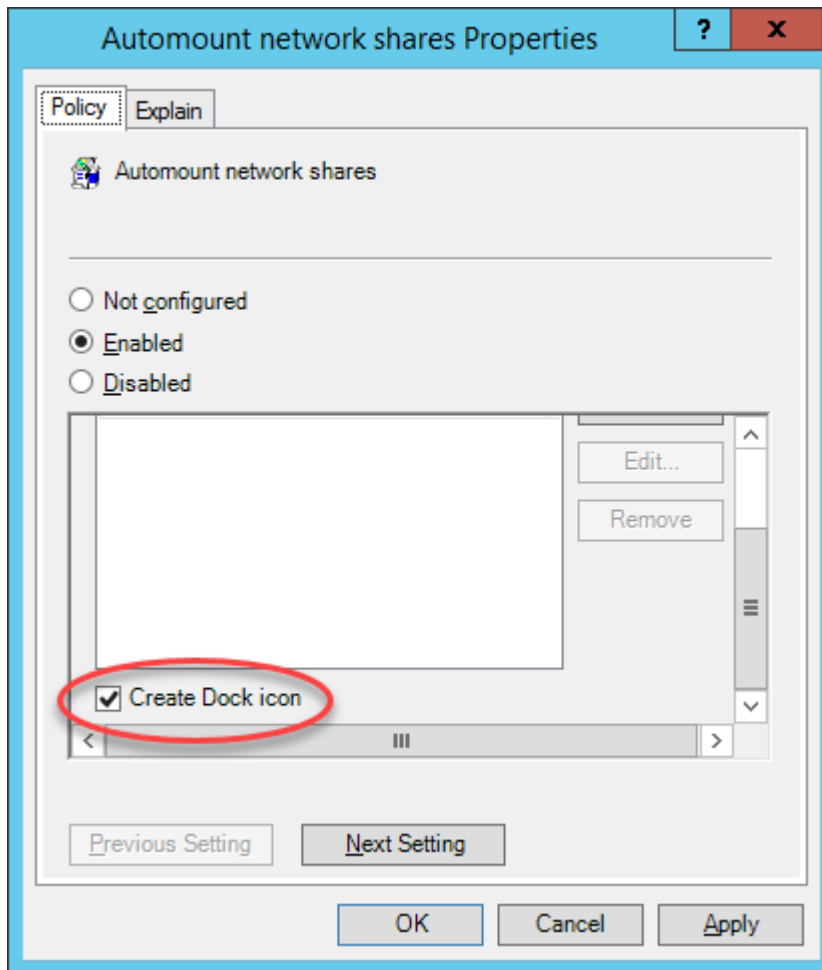 Automount network shares Properties
? x
Policy Explain
Automount network shares
Not configured
Enabled
Disabled
Edit...
Remove
Create Dock icon
Previous Setting Next Setting
OK Cancel Apply